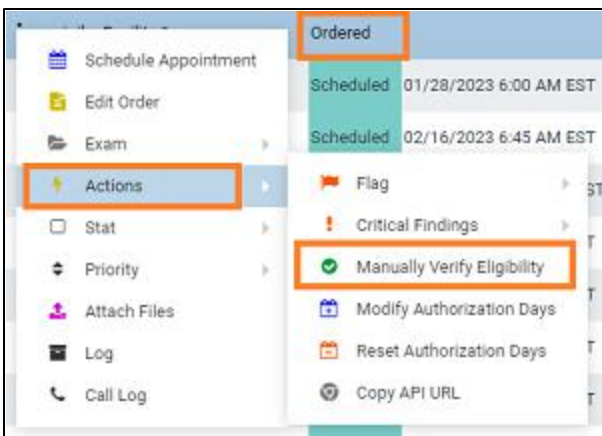 Ordered
Schedule Appointment
Scheduled 01/28/2023 6:00 AM EST
Edit Order
Scheduled 02/16/2023 6:45 AM EST
Exam
Actions
Flag
Stat
Critical Findings
Priority
Manually Verify Eligibility
Attach Files
Modify Authorization Days
Log
Reset Authorization Days
Call Log
Copy API URL